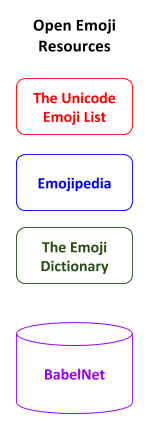 Open Emoji
Resources
The Unicode
Emoji List
Emojipedia
The Emoji
Dictionary
BabelNet